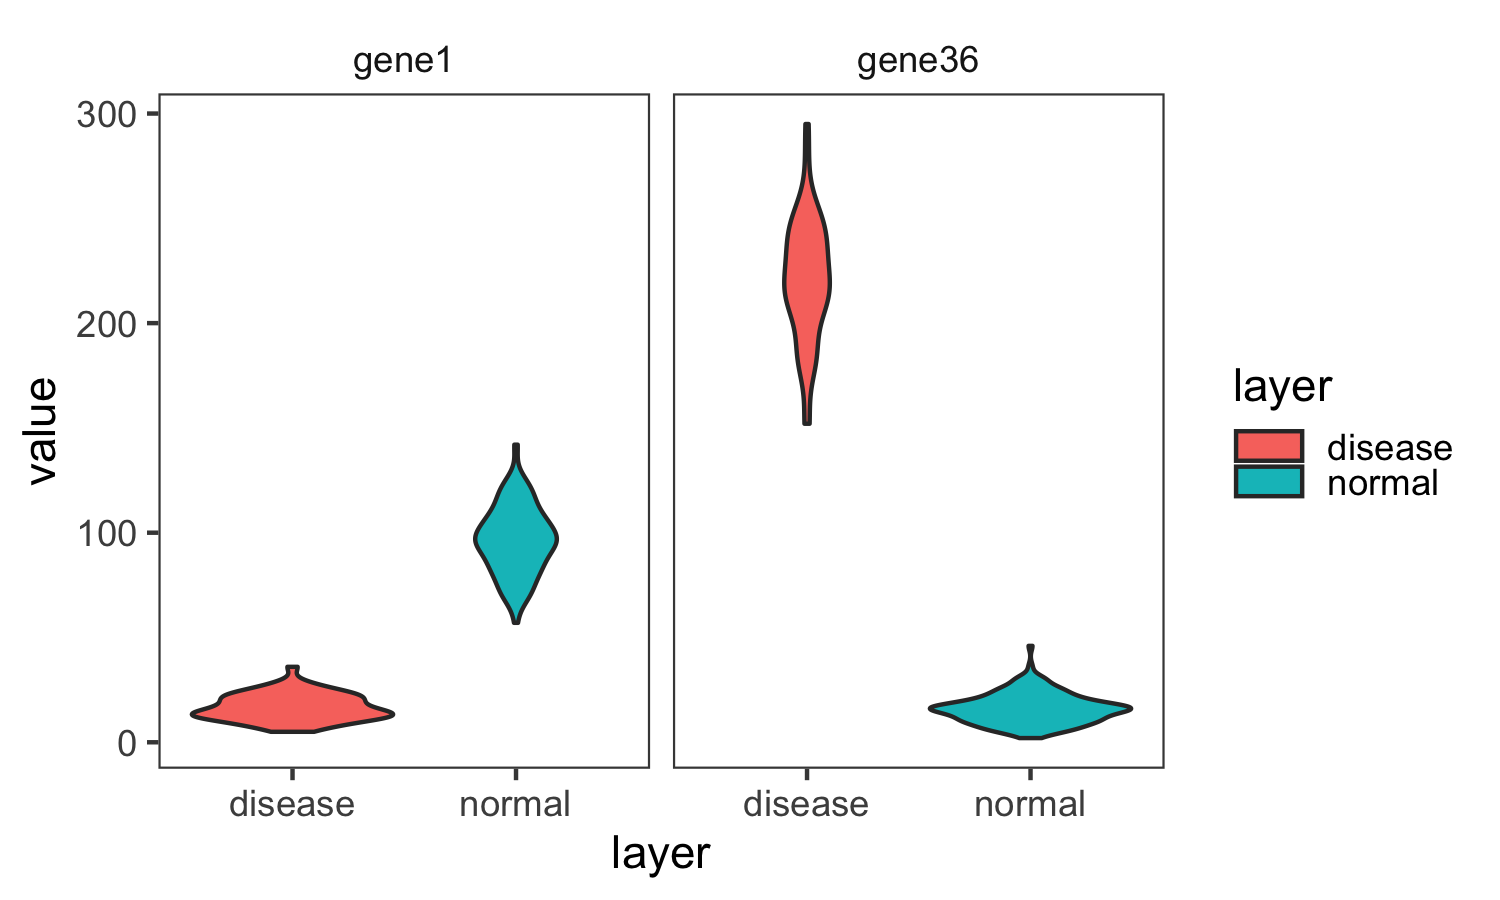 gene1 gene36
300
200
100
0
value
disease normal disease normal
layer
layer
disease
normal